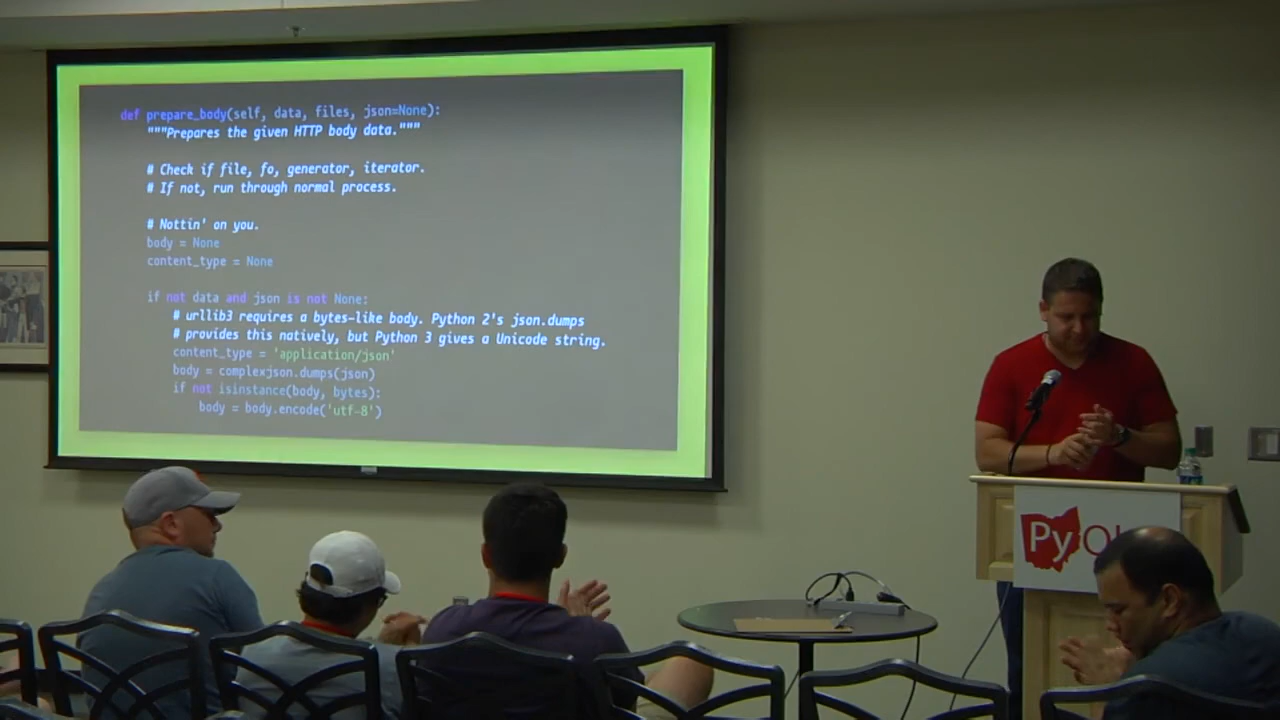 def prepare_body(self, data, files, json=None):
"""Prepares the given HTTP body data."""
# Check if file, fo, generator, iterator.
# If not, run through normal process.
# Nottin' on you.
body = None
content_type = None
if not data and json is not None:
# urllib3 requires a bytes-like body. Python 2's json.dumps
# provides this natively, but Python 3 gives a Unicode string.
content_type = 'application/json'
body = complexjson.dumps(json)
if not isinstance(body, bytes):
body = body.encode('utf-8')